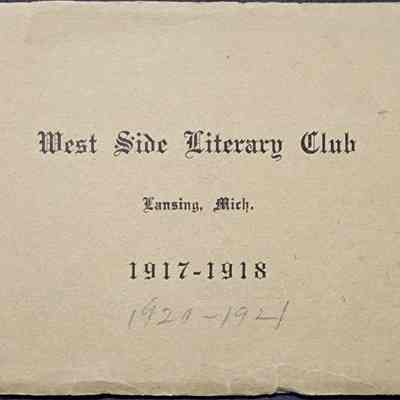 West Side Literary Club
Lansing, Mich.
1917-1918
1920-1921